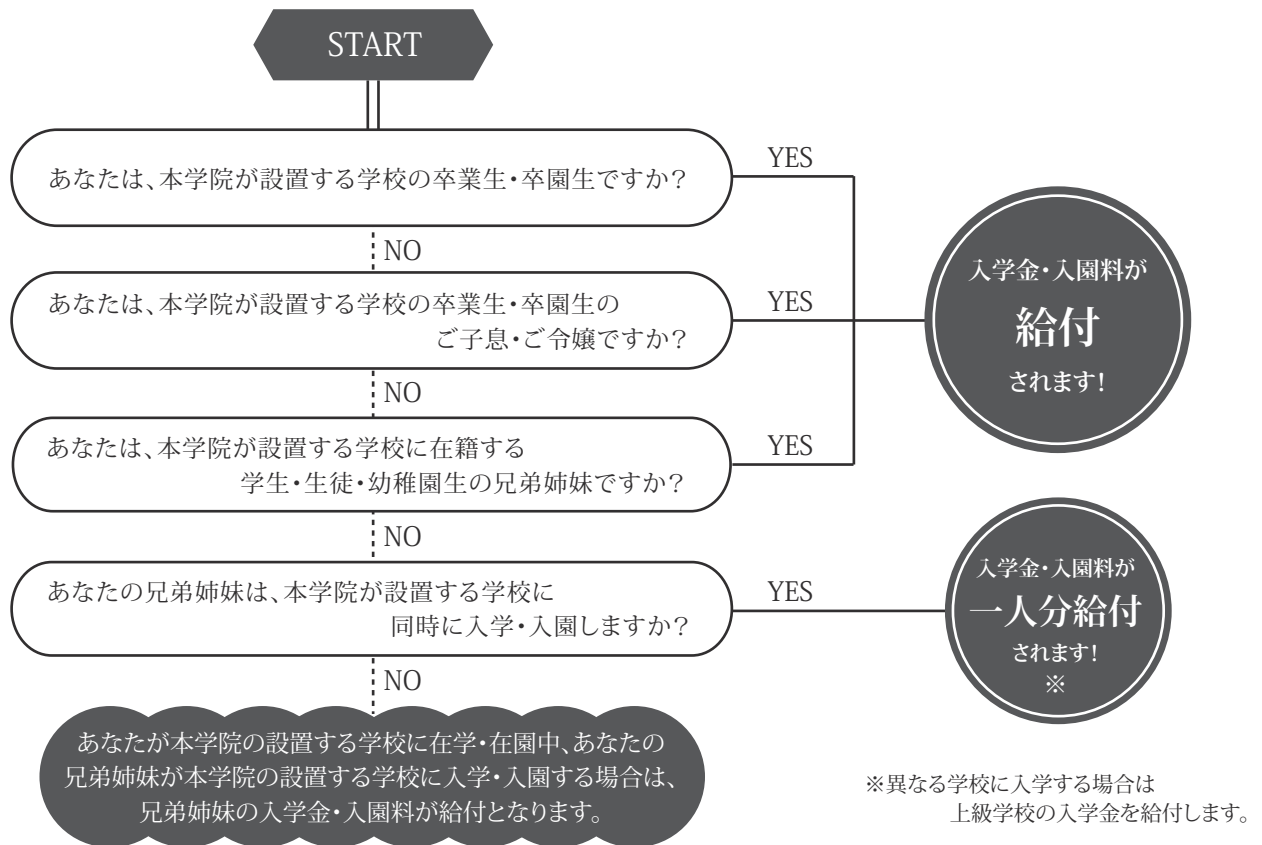 START
あなたは、本学院が設置する学校の卒業生・卒園生ですか？
YES
NO
あなたは、本学院が設置する学校の卒業生・卒園生の
ご子息・ご令嬢ですか？
YES
入学金・入園料が
給付
されます！
NO
あなたは、本学院が設置する学校に在籍する
学生・生徒・幼稚園生の兄弟姉妹ですか？
YES
NO
あなたの兄弟姉妹は、本学院が設置する学校に
同時に入学・入園しますか？
YES
入学金・入園料が
一人分給付
されます！
※
NO
あなたが本学院の設置する学校に在学・在園中、あなたの
兄弟姉妹が本学院の設置する学校に入学・入園する場合は、
兄弟姉妹の入学金・入園料が給付となります。
※異なる学校に入学する場合は
上級学校の入学金を給付します。